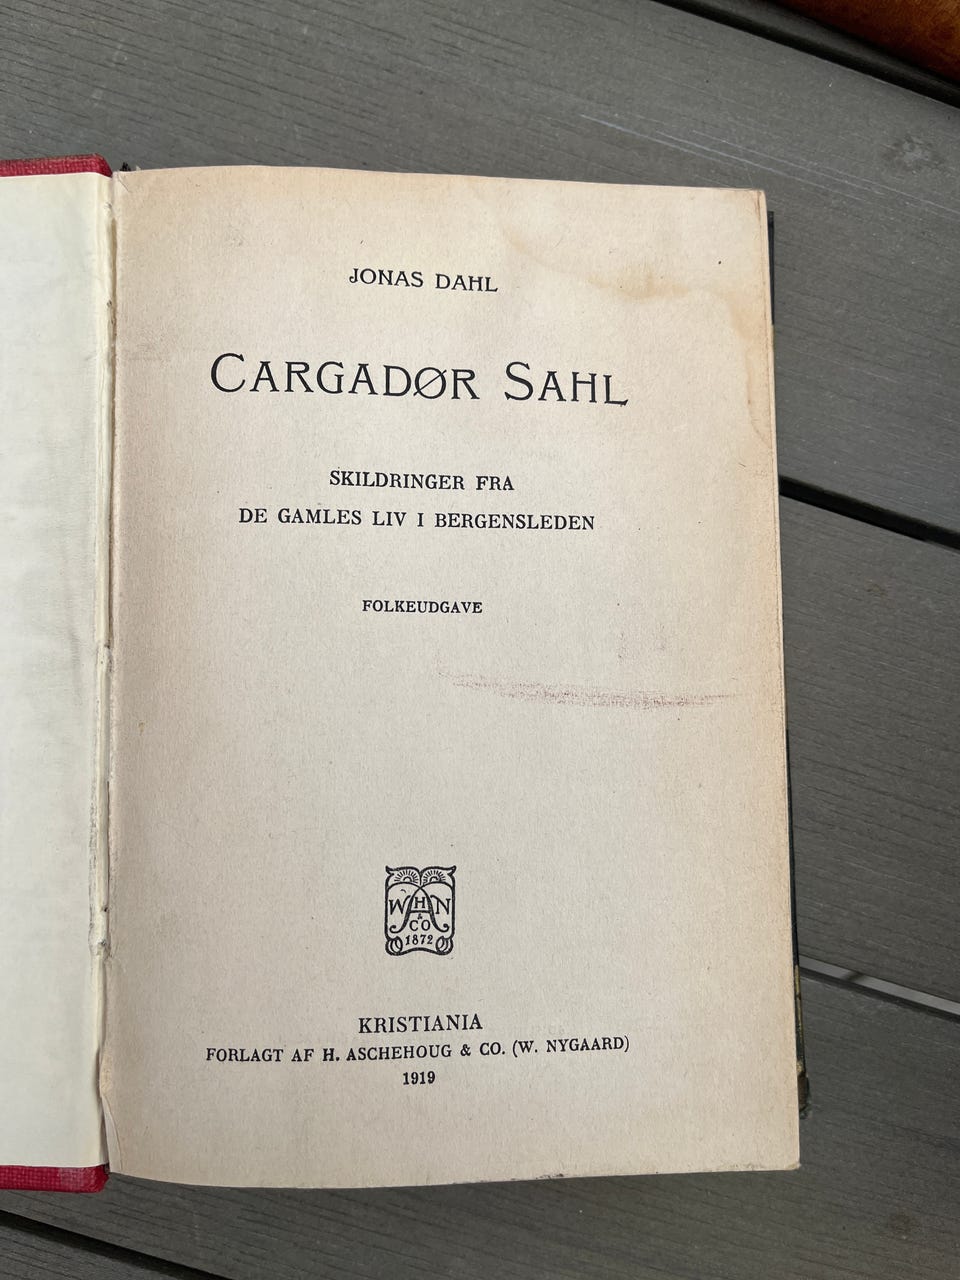 JONAS DAHL
CARGADØR SAHL
SKILDRINGER FRA
DE GAMLES LIV I BERGENSLEDEN
FOLKEUDGAVE
W H N
A
&
CO
1872
KRISTIANIA
FORLAGT AF H. ASCHEHOUG & CO. (W. NYGAARD)
1919